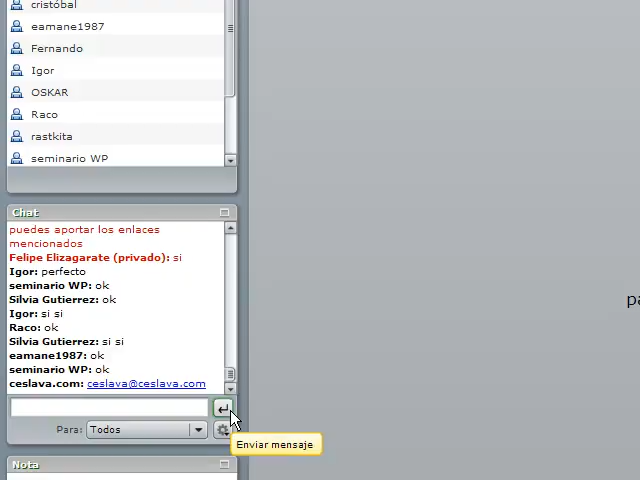 cristóbal
eamane1987
Fernando
Igor
OSKAR
Raco
rastkita
seminario WP
Chat
puedes aportar los enlaces
mencionados
Felipe Elizagarate (privado): si
Igor: perfecto
seminario WP: ok
Silvia Gutierrez: ok
Igor: si si
Raco: ok
Silvia Gutierrez: si si
eamane1987: ok
seminario WP: ok
ceslava.com: ceslava@ceslava.com
Para: Todos
Enviar mensaje
Nota
pa